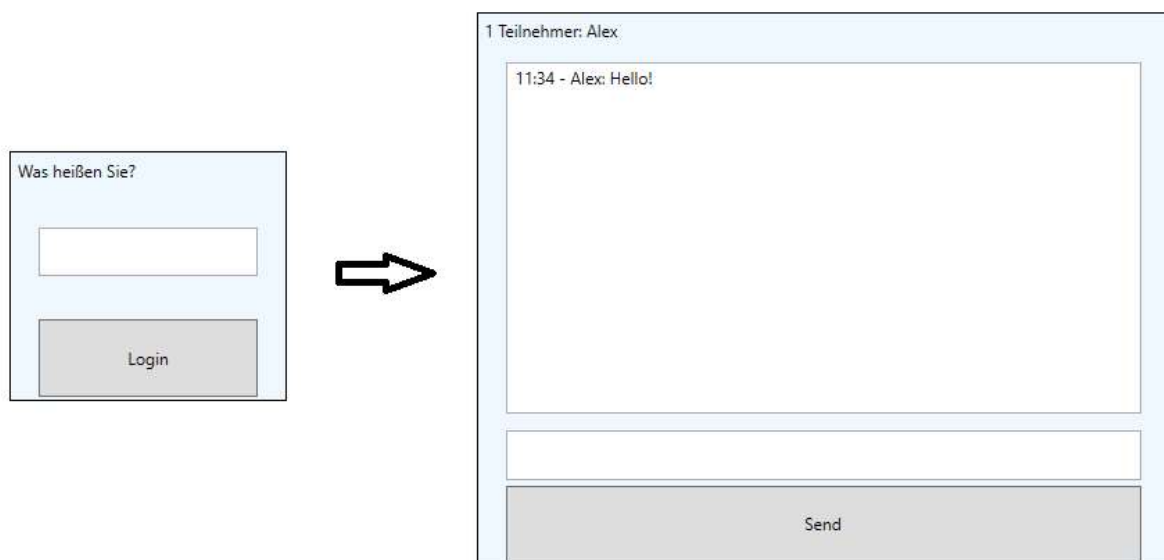 Was heißen Sie?
Login
1 Teilnehmer: Alex
11:34 - Alex: Hello!
Send